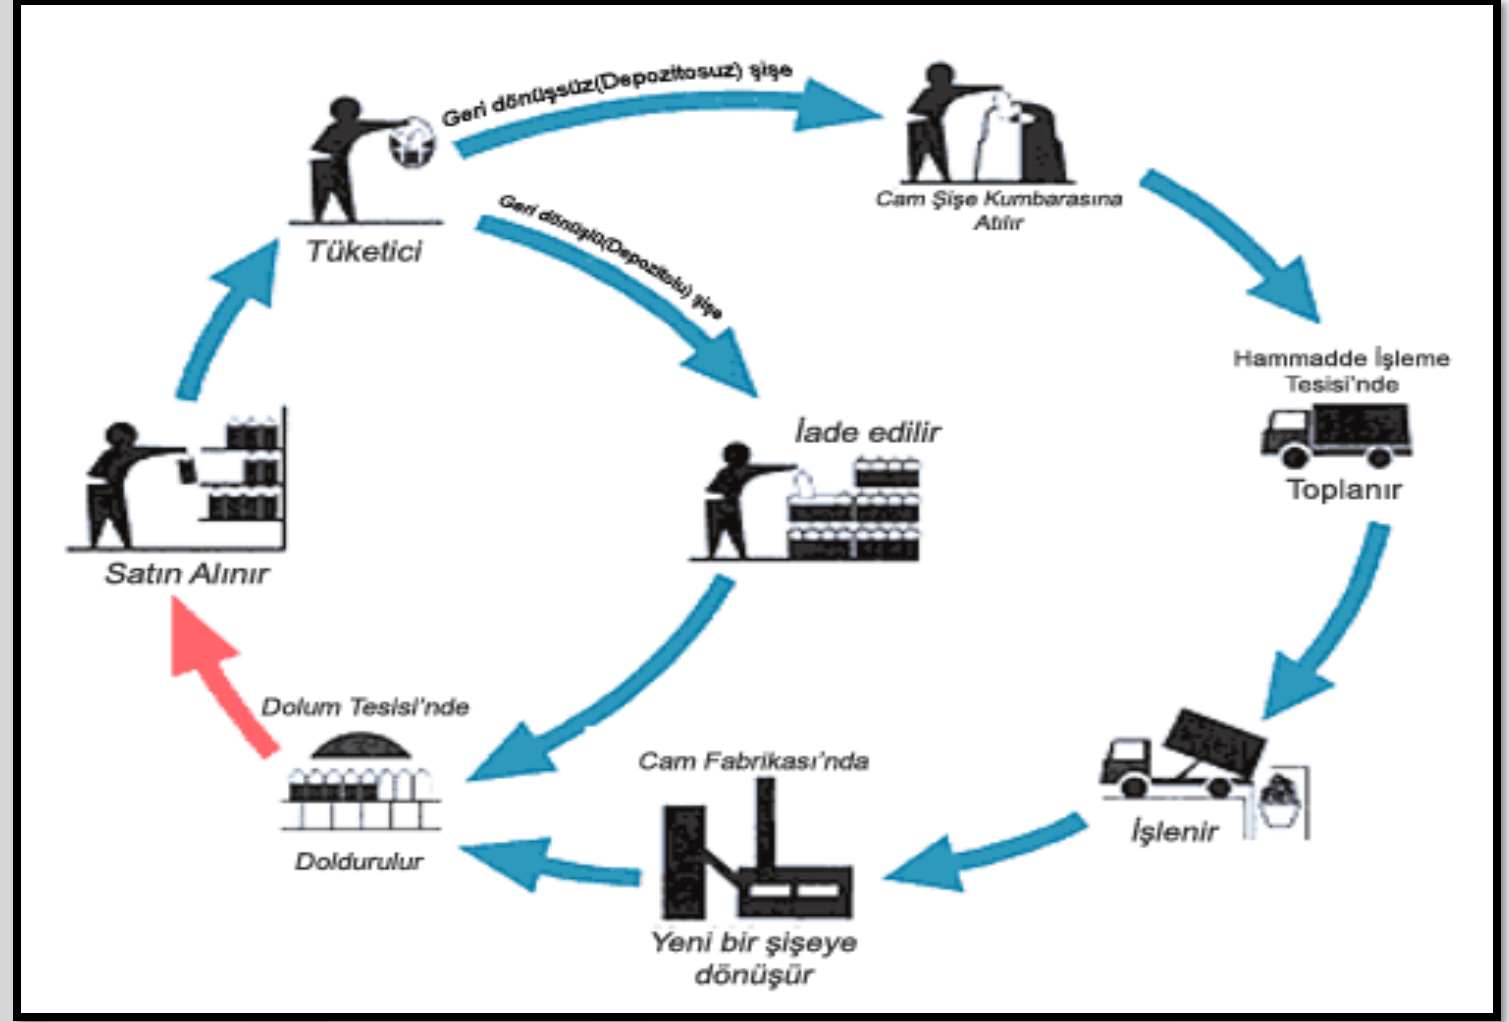 Geri dönüşsüz(Depozitosuz) şişe
Cam Şişe Kumbarasına
Atılır
Geri dönüşlü(Depozitolu) şişe
Tüketici
Hammadde İşleme
Tesisi'nde
Toplanır
İade edilir
Satın Alınır
Dolum Tesisi'nde
Doldurulur
Cam Fabrikası'nda
Yeni bir şişeye
dönüşür
İşlenir